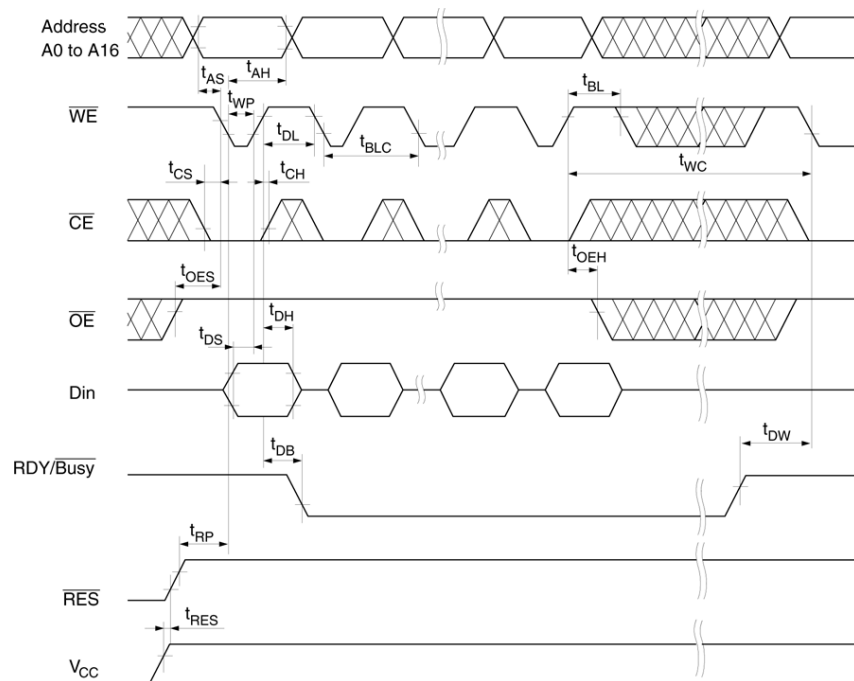 Address
A0 to A16
tAS
tAH
tBL
WE
tWP
tDL
tBLC
tWC
tCS
tCH
CE
tOEH
tOES
OE
tDH
tDS
Din
tDW
tDB
RDY/Busy
tRP
RES
tRES
VCC